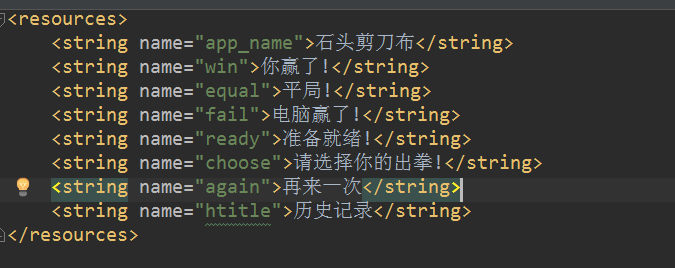 <resources>
<string name="app_name">石头剪刀布</string>
<string name="win">你赢了!</string>
<string name="equal">平局!</string>
<string name="fail">电脑赢了!</string>
<string name="ready">准备就绪!</string>
<string name="choose">请选择你的出拳!</string>
<string name="again">再来一次</string>
<string name="htitle">历史记录</string>
</resources>